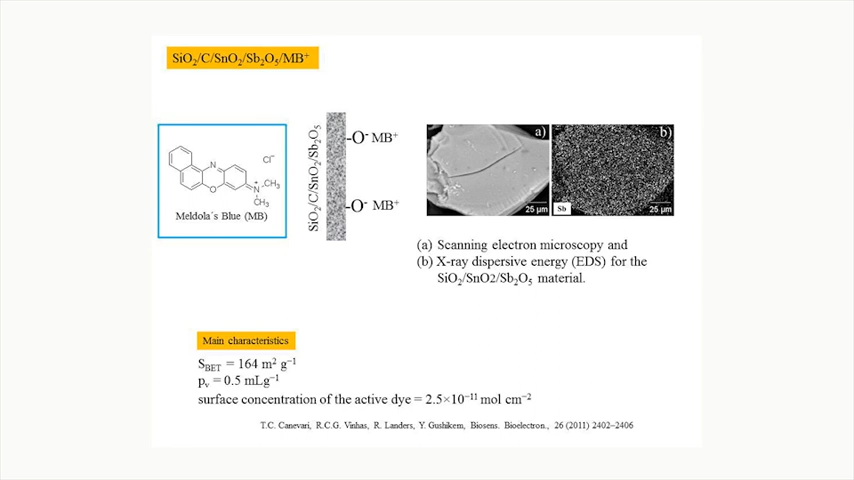 SiO₂/C/SnO₂/Sb₂O₅/MB⁺
N
O
Cl⁻
N⁺
CH₃
CH₃
Meldola´s Blue (MB)
SiO₂/C/SnO₂/Sb₂O₅
-O⁻ MB⁺
-O⁻ MB⁺
a)
25 µm
b)
Sb
25 µm
(a) Scanning electron microscopy and
(b) X-ray dispersive energy (EDS) for the
SiO₂/SnO2/Sb₂O₅ material.
Main characteristics
S_BET = 164 m² g⁻¹
pᵥ = 0.5 mLg⁻¹
surface concentration of the active dye = 2.5×10⁻¹¹ mol cm⁻²
T.C. Canevari, R.C.G. Vinhas, R. Landers, Y. Gushikem, Biosens. Bioelectron., 26 (2011) 2402–2406